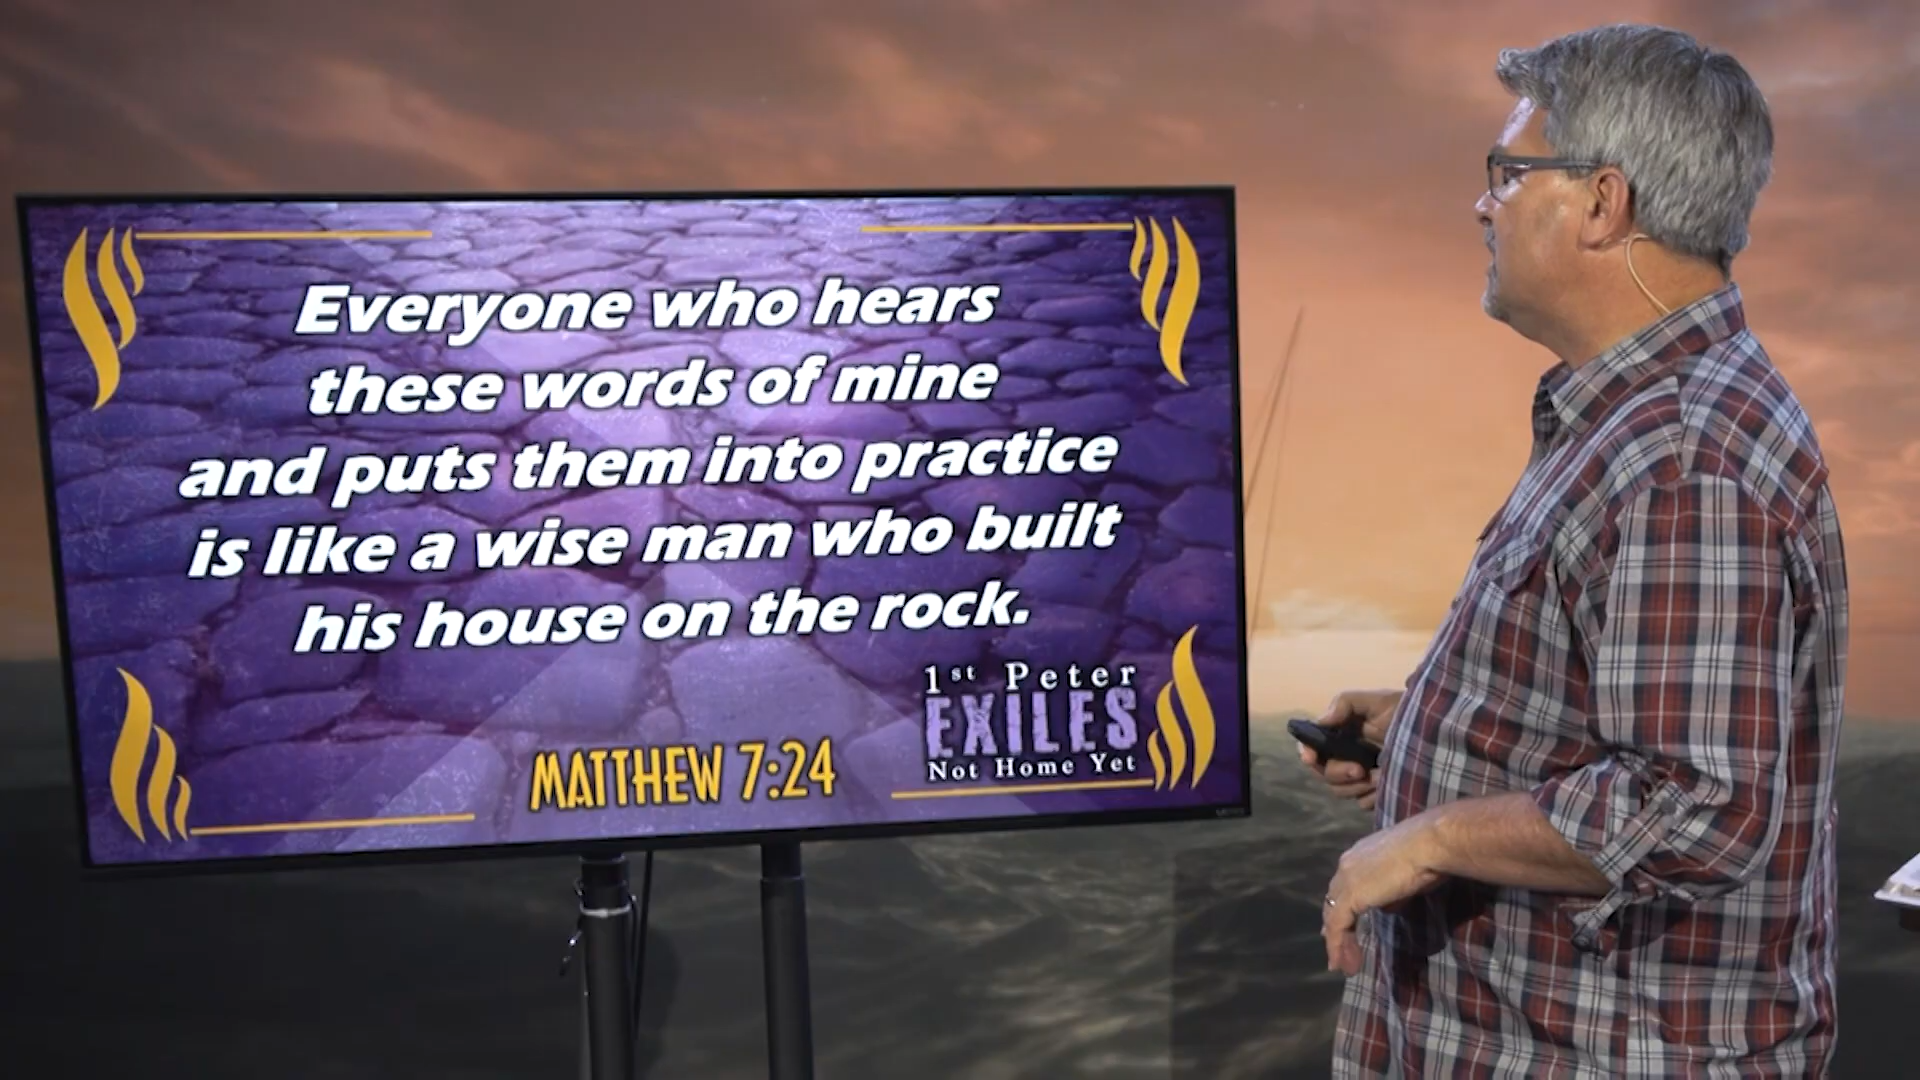 Everyone who hears
these words of mine
and puts them into practice
is like a wise man who built
his house on the rock.
1st Peter
EXILES
Not Home Yet
MATTHEW 7:24